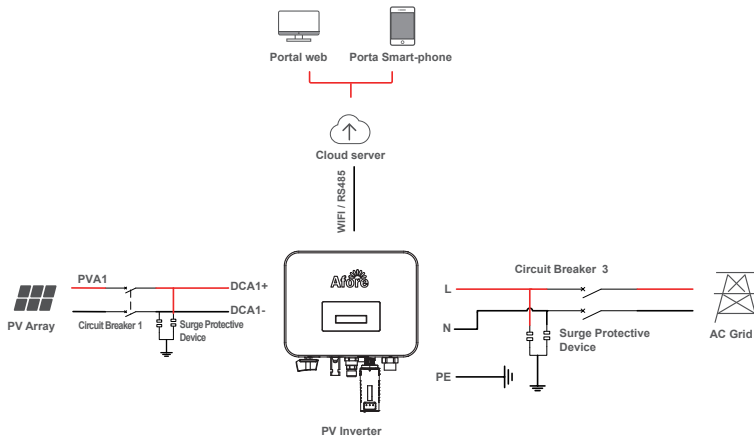 Portal web
Porta Smart-phone
Cloud server
WIFI / RS485
PVA1
DCA1+
DCA1-
PV Array
Circuit Breaker 1
Surge Protective
Device
Afore
PV Inverter
Circuit Breaker 3
L
N
Surge Protective
Device
PE
AC Grid